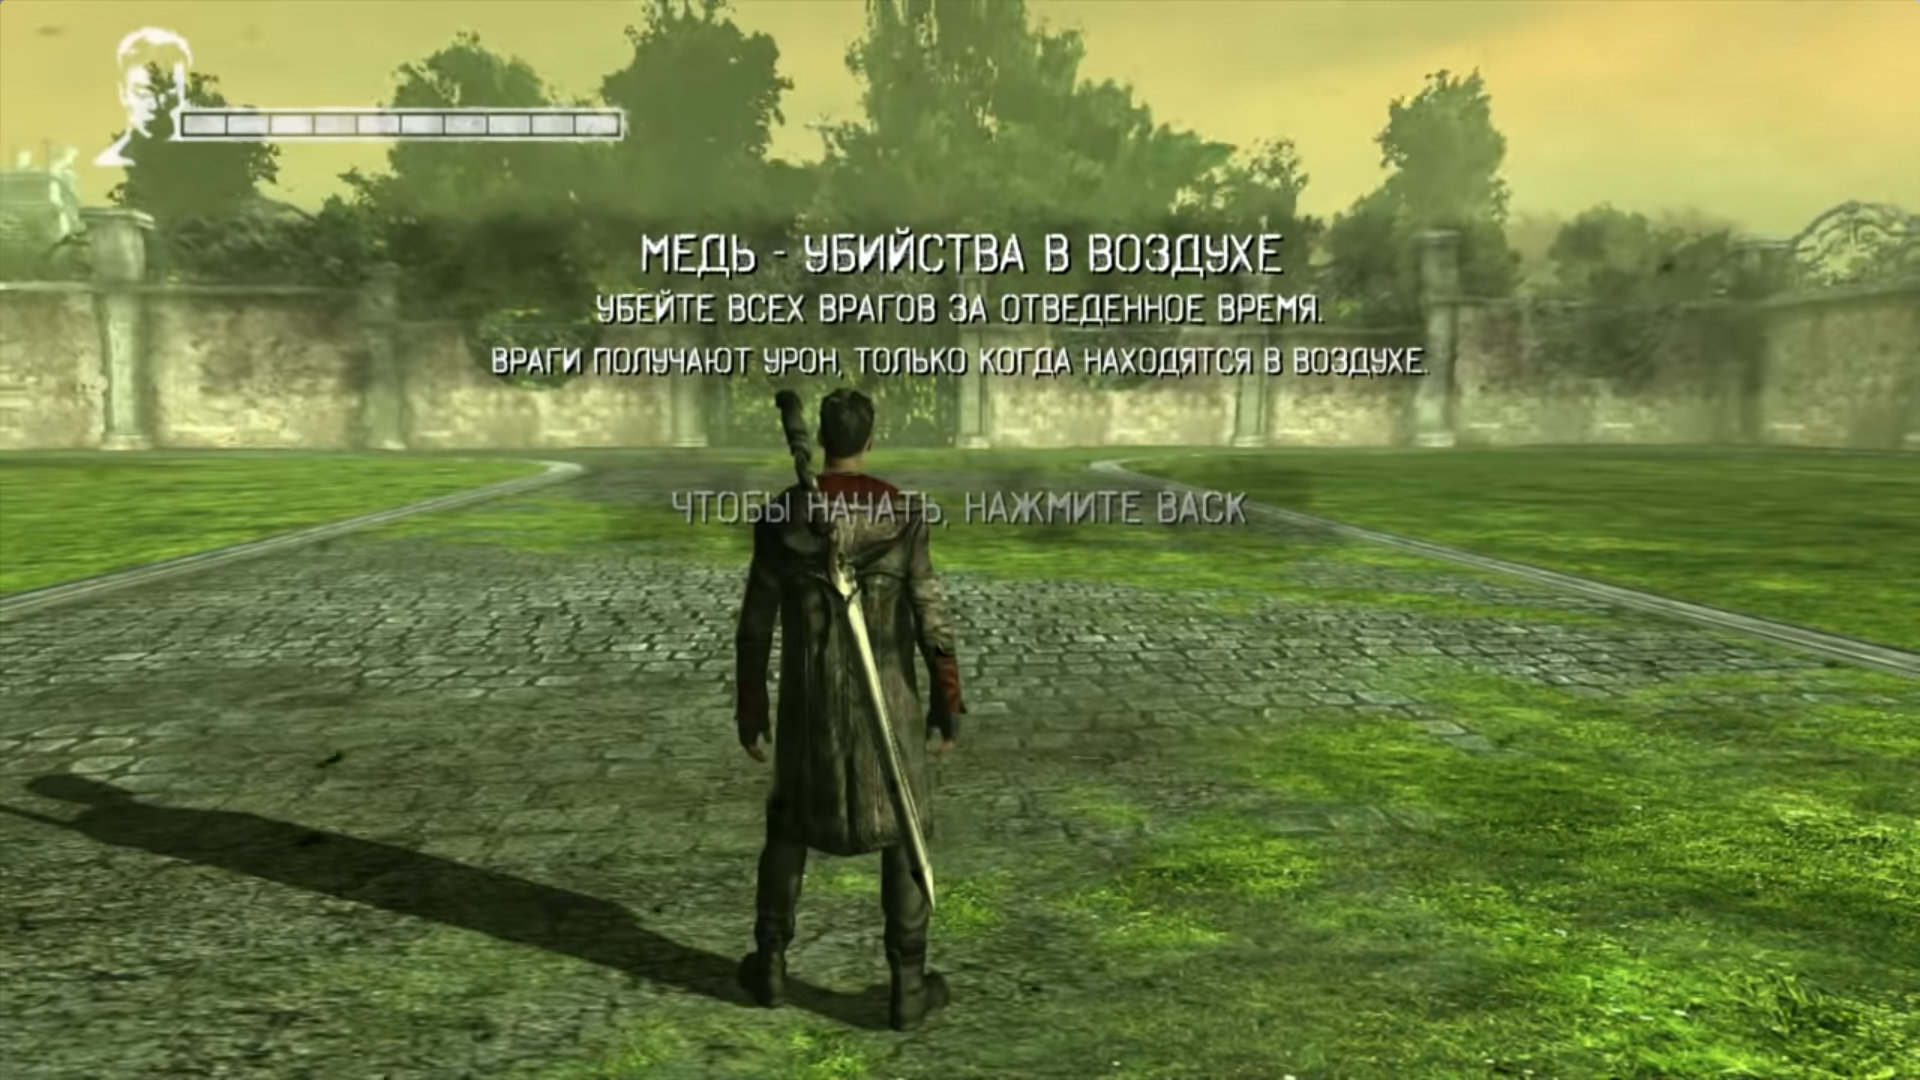 МЕДЬ - УБИЙСТВА В ВОЗДУХЕ
УБЕЙТЕ ВСЕХ ВРАГОВ ЗА ОТВЕДЕННОЕ ВРЕМЯ.
ВРАГИ ПОЛУЧАЮТ УРОН, ТОЛЬКО КОГДА НАХОДЯТСЯ В ВОЗДУХЕ.
ЧТОБЫ НАЧАТЬ, НАЖМИТЕ BACK